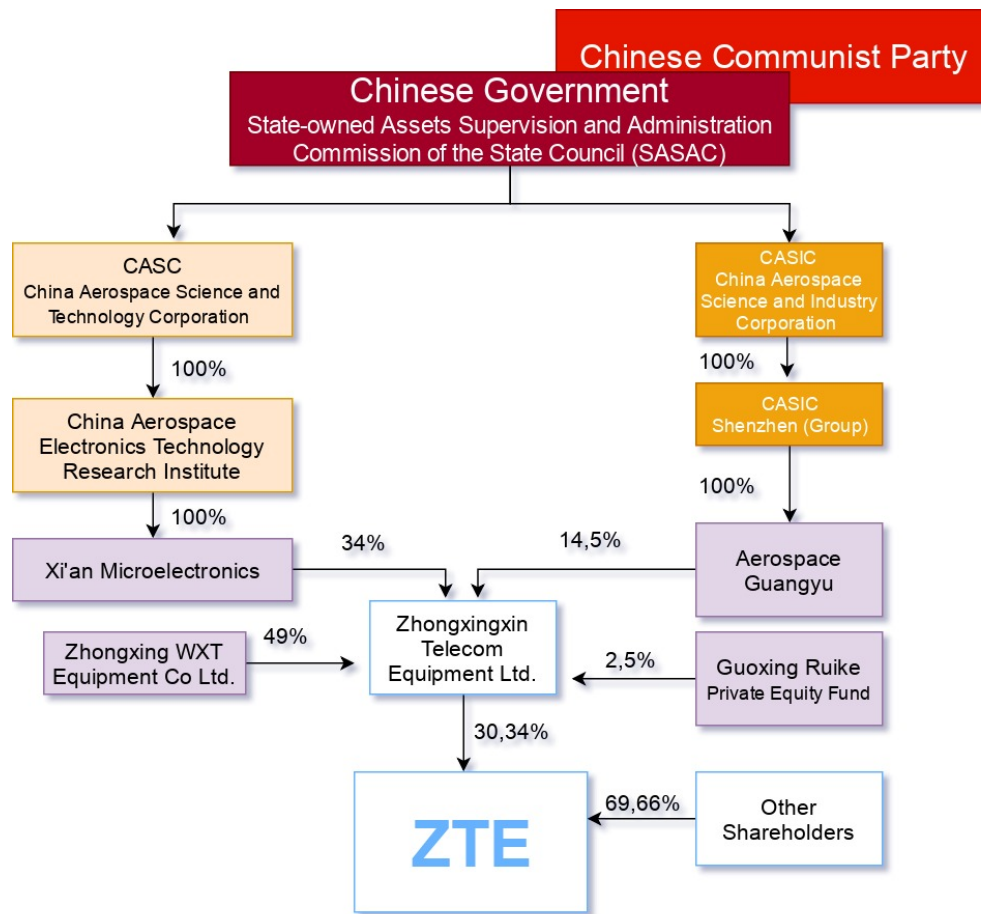 Chinese Communist Party
Chinese Government
State-owned Assets Supervision and Administration
Commission of the State Council (SASAC)
CASC
China Aerospace Science and
Technology Corporation
CASIC
China Aerospace
Science and Industry
Corporation
100%
100%
China Aerospace
Electronics Technology
Research Institute
CASIC
Shenzhen (Group)
100%
100%
Xi'an Microelectronics
34%
14,5%
Aerospace
Guangyu
Zhongxing WXT
Equipment Co Ltd.
49%
Zhongxingxin
Telecom
Equipment Ltd.
2,5%
Guoxing Ruike
Private Equity Fund
30,34%
ZTE
69,66%
Other
Shareholders